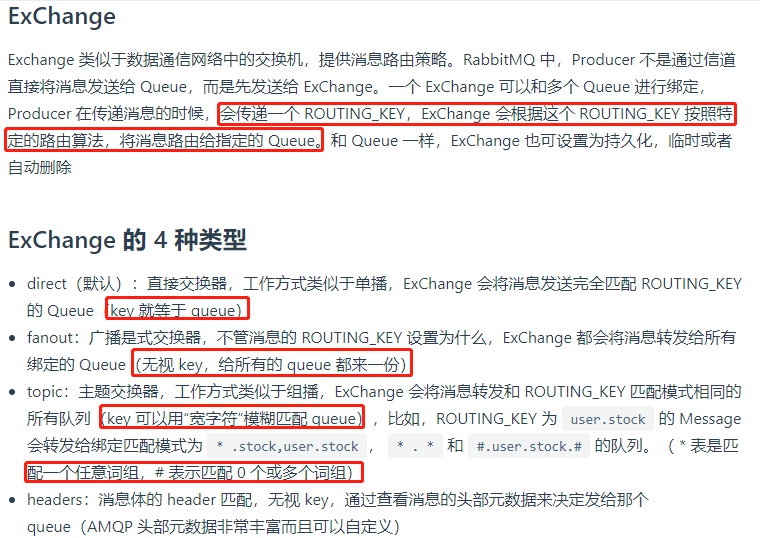 ExChange
Exchange 类似于数据通信网络中的交换机，提供消息路由策略。RabbitMQ 中，Producer 不是通过信道
直接将消息发送给 Queue，而是先发送给 ExChange。一个 ExChange 可以和多个 Queue 进行绑定，
Producer 在传递消息的时候，会传递一个 ROUTING_KEY，ExChange 会根据这个 ROUTING_KEY 按照特
定的路由算法，将消息路由给指定的 Queue。和 Queue 一样，ExChange 也可设置为持久化，临时或者
自动删除
ExChange 的 4 种类型
direct（默认）：直接交换器，工作方式类似于单播，ExChange 会将消息发送完全匹配 ROUTING_KEY
的 Queue（key 就等于 queue）
fanout：广播是式交换器，不管消息的 ROUTING_KEY 设置为什么，ExChange 都会将消息转发给所有
绑定的 Queue（无视 key，给所有的 queue 都来一份）
topic：主题交换器，工作方式类似于组播，ExChange 会将消息转发和 ROUTING_KEY 匹配模式相同的
所有队列（key 可以用“宽字符”模糊匹配 queue），比如，ROUTING_KEY 为 user.stock 的 Message
会转发给绑定匹配模式为 * .stock,user.stock， * . * 和 #.user.stock.# 的队列。（ * 表是匹
配一个任意词组，# 表示匹配 0 个或多个词组）
headers：消息体的 header 匹配，无视 key，通过查看消息的头部元数据来决定发给那个
queue（AMQP 头部元数据非常丰富而且可以自定义）